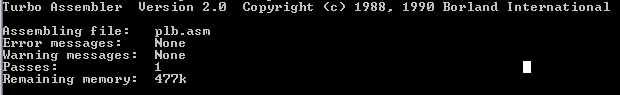 Turbo Assembler  Version 2.0  Copyright (c) 1988, 1990 Borland International
Assembling file:   plb.asm
Error messages:    None
Warning messages:  None
Passes:            1
Remaining memory:  477k